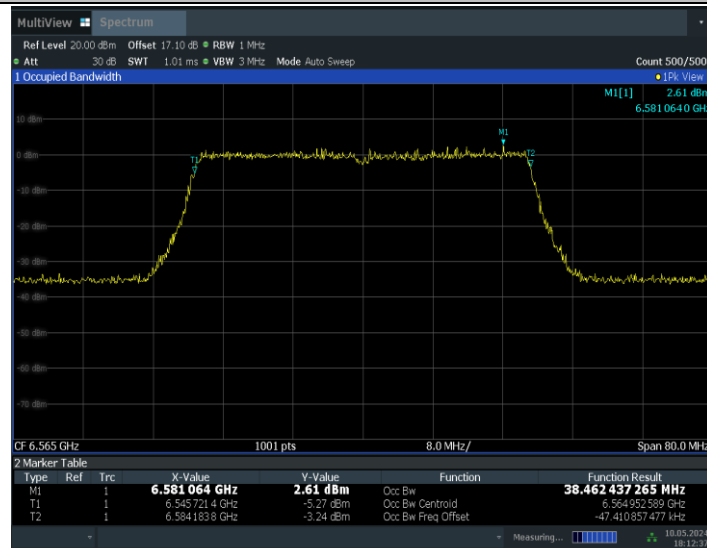 MultiView Spectrum
Ref Level 20.00 dBm Offset 17.10 dB RBW 1 MHz
Att 30 dB SWT 1.01 ms VBW 3 MHz Mode Auto Sweep Count 500/500
1 Occupied Bandwidth 1Pk View
M1[1] 2.61 dBm
6.5810640 GHz
10 dBm
M1
0 dBm
T1
T2
-10 dBm
-20 dBm
-30 dBm
-40 dBm
-50 dBm
-60 dBm
-70 dBm
CF 6.565 GHz 1001 pts 8.0 MHz/ Span 80.0 MHz
2 Marker Table
Type Ref Trc X-Value Y-Value Function Function Result
M1 1 6.581 064 GHz 2.61 dBm Occ Bw 38.462 437 265 MHz
T1 1 6.545 721 4 GHz -5.27 dBm Occ Bw Centroid 6.564 952 589 GHz
T2 1 6.584 183 8 GHz -3.24 dBm Occ Bw Freq Offset -47.410 857 477 kHz
Measuring... 10.05.2024
18:12:37